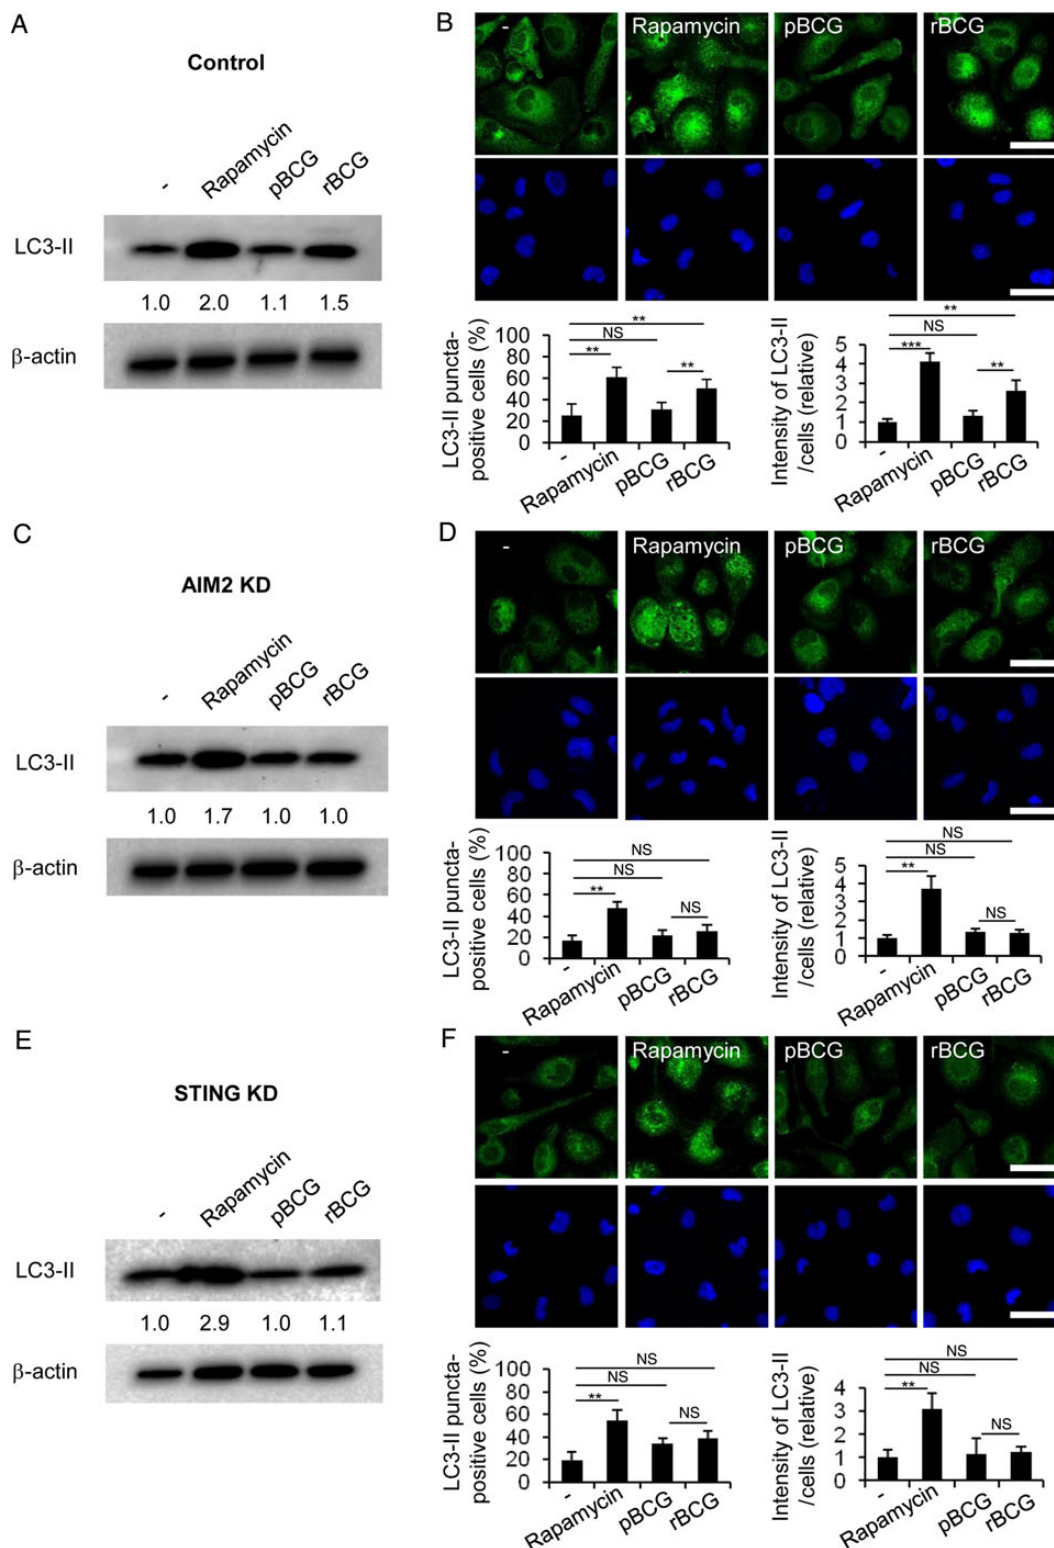 A
Control
-
Rapamycin
pBCG
rBCG
LC3-II
1.0 2.0 1.1 1.5
β-actin
B
-
Rapamycin
pBCG
rBCG
LC3-II puncta-
positive cells (%)
100
80
60
40
20
0
**
NS
**
**
-
Rapamycin
pBCG
rBCG
Intensity of LC3-II
/cells (relative)
5
4
3
2
1
0
**
NS
***
**
-
Rapamycin
pBCG
rBCG
C
AIM2 KD
-
Rapamycin
pBCG
rBCG
LC3-II
1.0 1.7 1.0 1.0
β-actin
D
-
Rapamycin
pBCG
rBCG
LC3-II puncta-
positive cells (%)
100
80
60
40
20
0
NS
NS
**
NS
-
Rapamycin
pBCG
rBCG
Intensity of LC3-II
/cells (relative)
5
4
3
2
1
0
NS
NS
**
NS
-
Rapamycin
pBCG
rBCG
E
STING KD
-
Rapamycin
pBCG
rBCG
LC3-II
1.0 2.9 1.0 1.1
β-actin
F
-
Rapamycin
pBCG
rBCG
LC3-II puncta-
positive cells (%)
100
80
60
40
20
0
NS
NS
**
NS
-
Rapamycin
pBCG
rBCG
Intensity of LC3-II
/cells (relative)
4
3
2
1
0
NS
NS
**
NS
-
Rapamycin
pBCG
rBCG